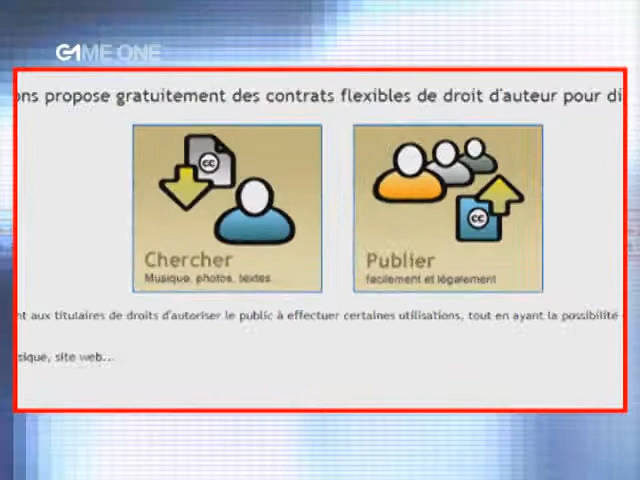 GAME ONE
ons propose gratuitement des contrats flexibles de droit d'auteur pour di
cc
cc
Chercher
Musique, photos, textes
Publier
facilement et légalement
nt aux titulaires de droits d'autoriser le public à effectuer certaines utilisations, tout en ayant la possibilité
sique, site web...